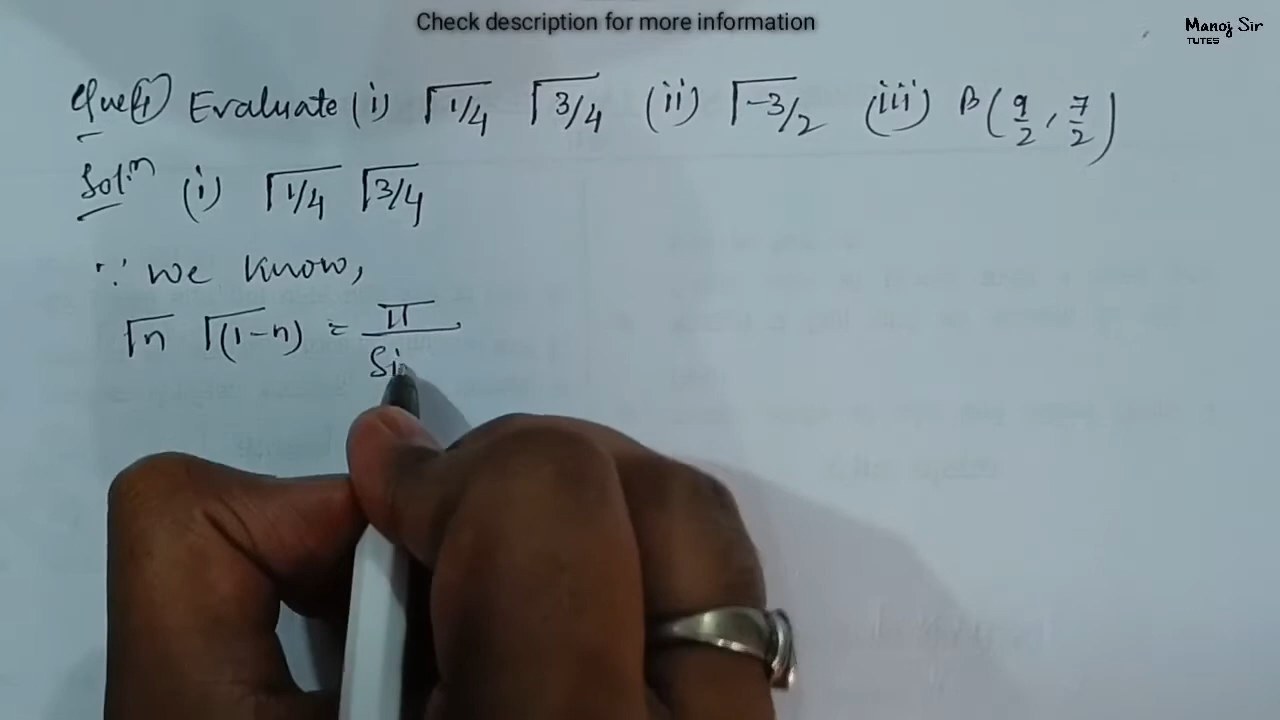 Check description for more information
Manoj Sir
TUTES
Que(1) Evaluate (i) Γ1/4 Γ3/4 (ii) Γ-3/2 (iii) β(9/2, 7/2)
Solⁿ (i) Γ1/4 Γ3/4
∵ we know,
Γn Γ(1-n) = π/Si